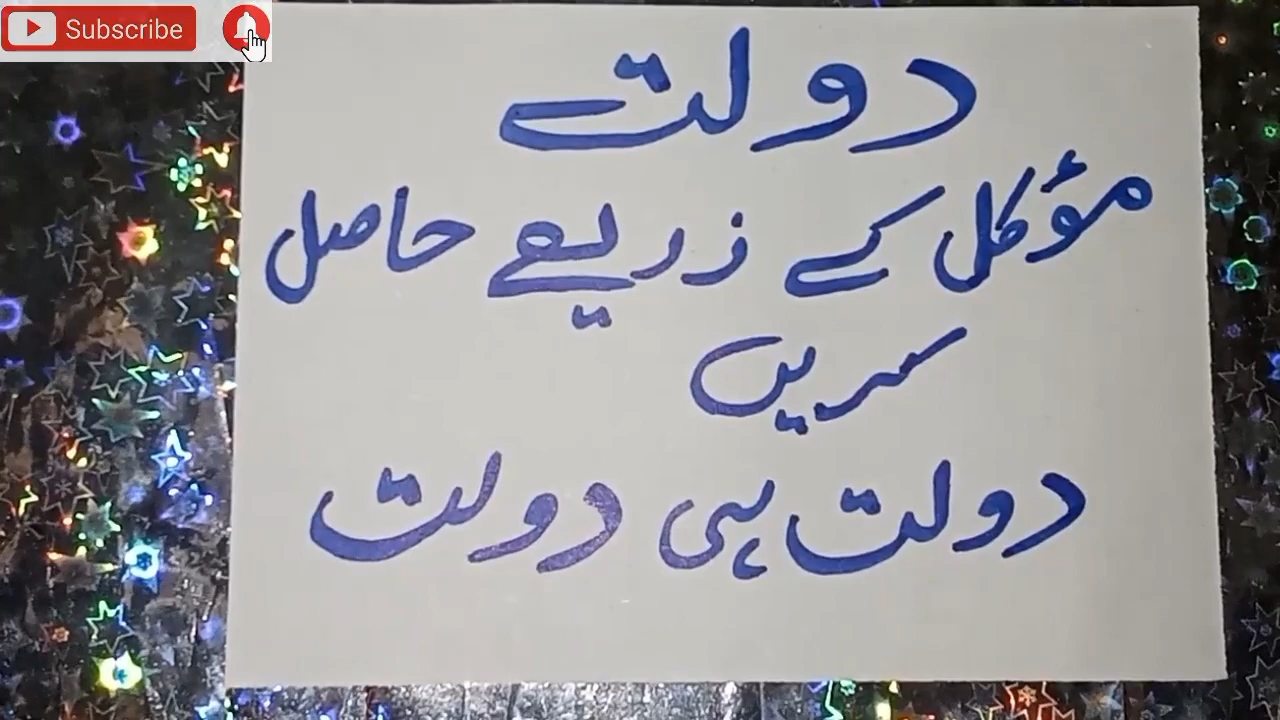 Subscribe
دولت
مؤکل کے ذریعے حاصل
کریں
دولت ہی دولت